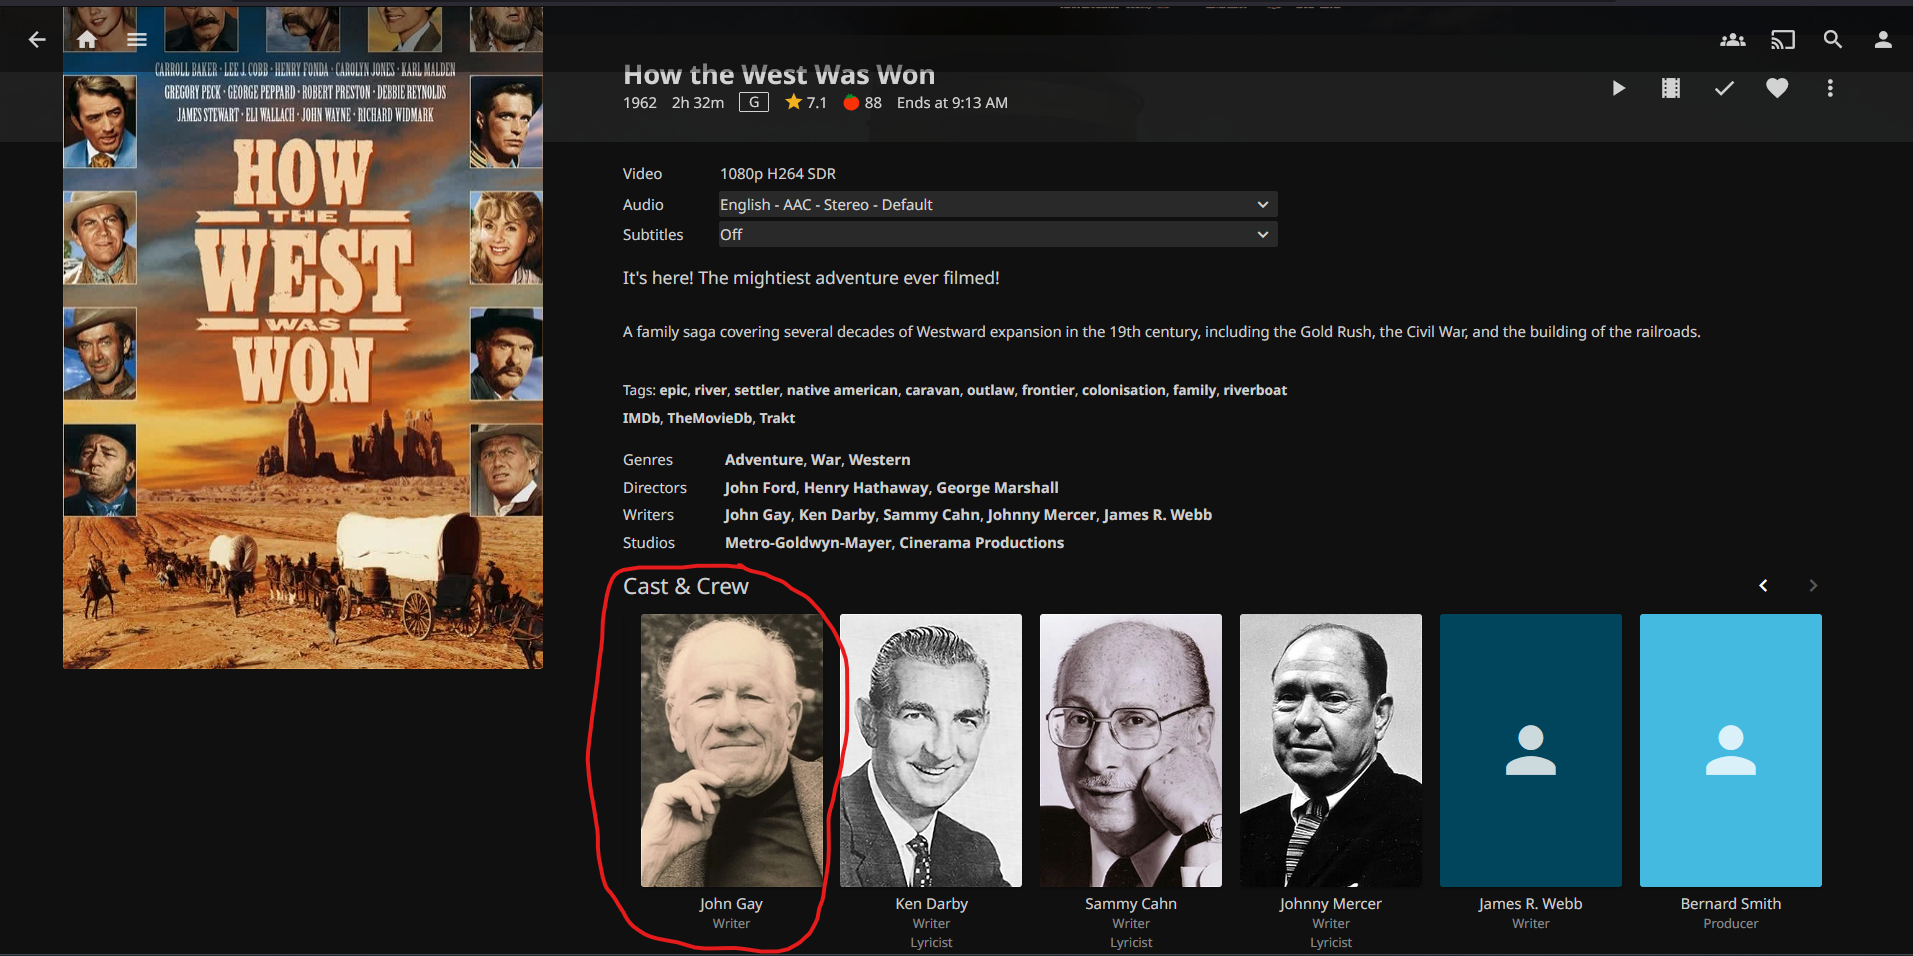 CARROLL BAKER · LEE J. COBB · HENRY FONDA · CAROLYN JONES · KARL MALDEN
GREGORY PECK · GEORGE PEPPARD · ROBERT PRESTON · DEBBIE REYNOLDS
JAMES STEWART · ELI WALLACH · JOHN WAYNE · RICHARD WIDMARK
HOW
THE
WEST
WAS
WON
How the West Was Won
1962 2h 32m G 7.1 88 Ends at 9:13 AM
Video 1080p H264 SDR
Audio English - AAC - Stereo - Default
Subtitles Off
It's here! The mightiest adventure ever filmed!
A family saga covering several decades of Westward expansion in the 19th century, including the Gold Rush, the Civil War, and the building of the railroads.
Tags: epic, river, settler, native american, caravan, outlaw, frontier, colonisation, family, riverboat
IMDb, TheMovieDb, Trakt
Genres Adventure, War, Western
Directors John Ford, Henry Hathaway, George Marshall
Writers John Gay, Ken Darby, Sammy Cahn, Johnny Mercer, James R. Webb
Studios Metro-Goldwyn-Mayer, Cinerama Productions
Cast & Crew
John Gay
Writer
Ken Darby
Writer
Lyricist
Sammy Cahn
Writer
Lyricist
Johnny Mercer
Writer
Lyricist
James R. Webb
Writer
Bernard Smith
Producer